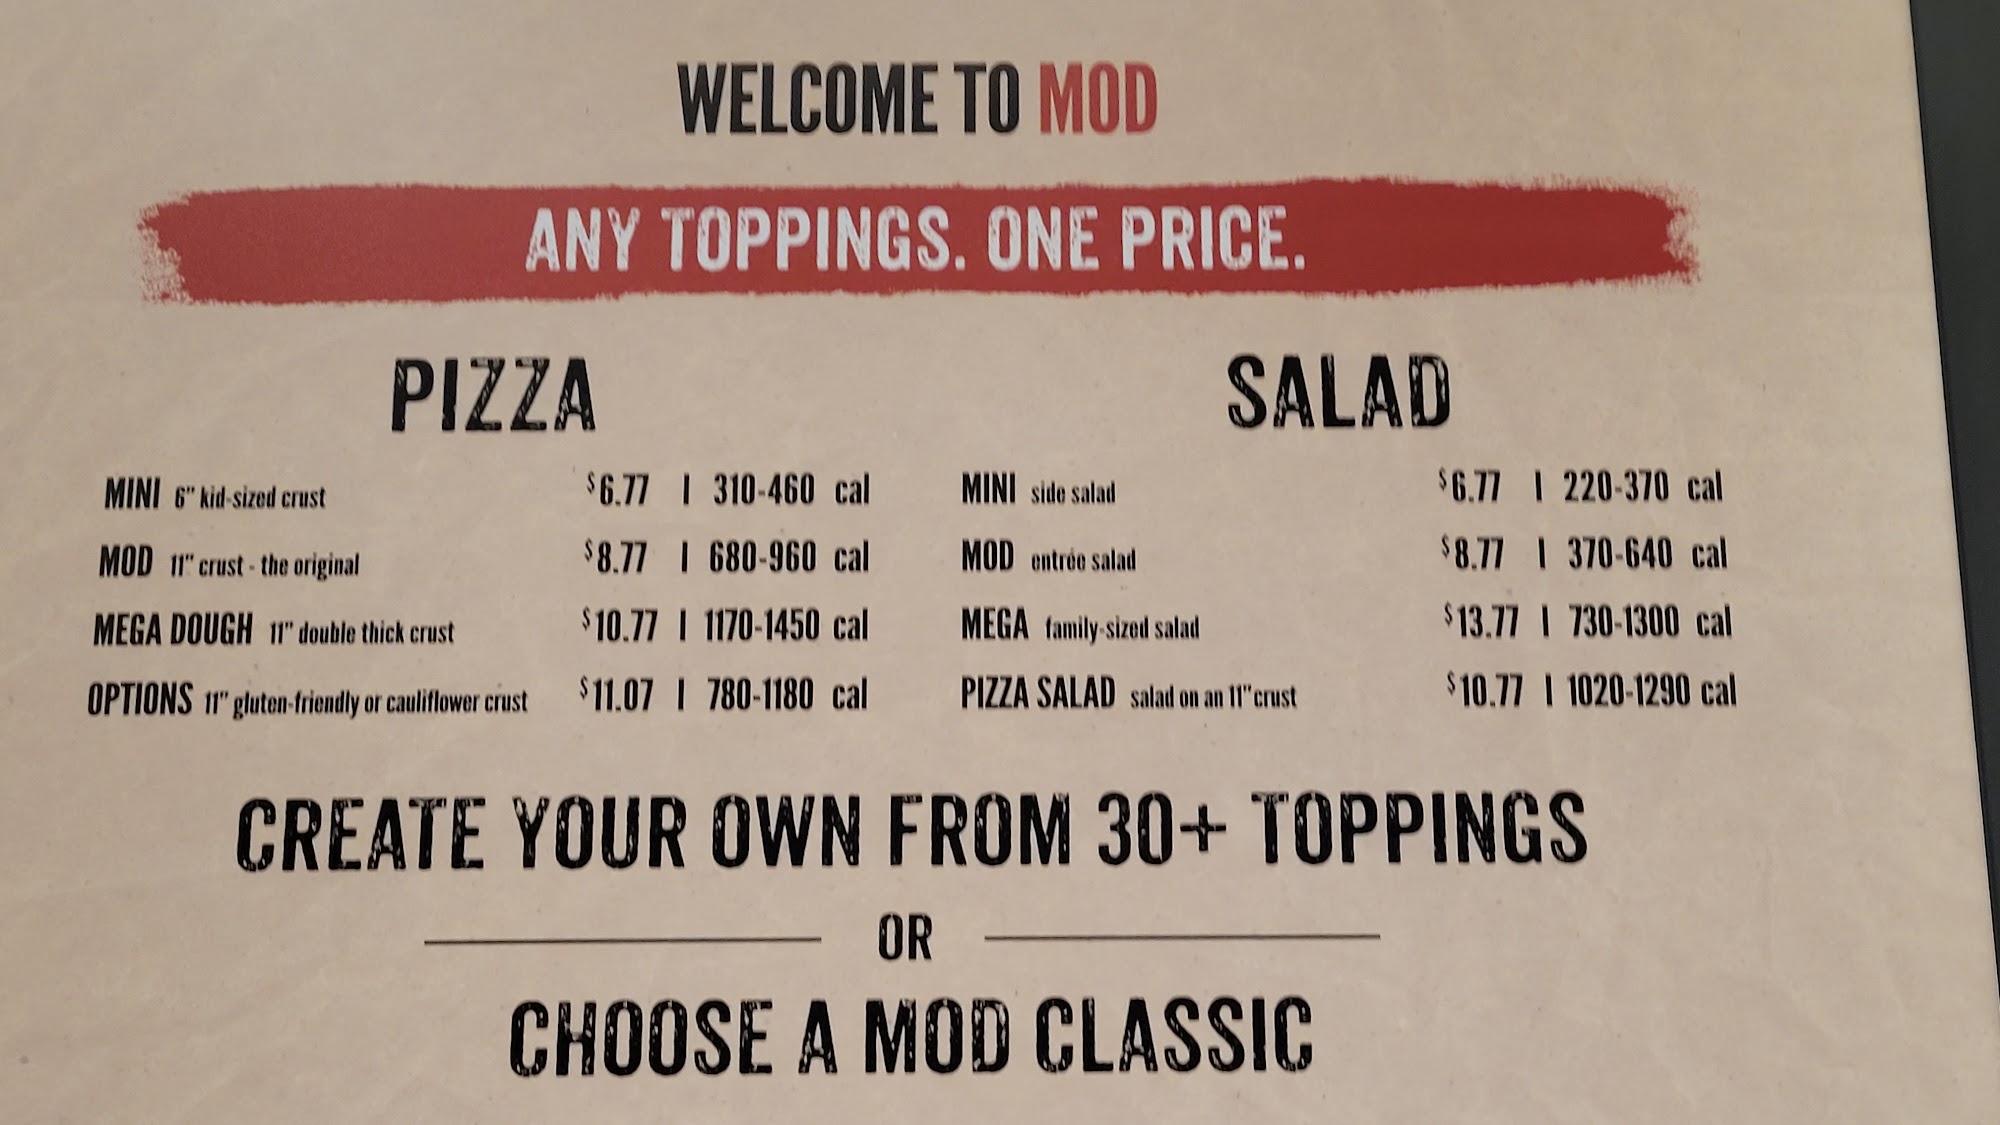 WELCOME TO MOD
ANY TOPPINGS. ONE PRICE.
PIZZA
MINI 6" kid-sized crust $6.77 | 310-460 cal
MOD 11" crust - the original $8.77 | 680-960 cal
MEGA DOUGH 11" double thick crust $10.77 | 1170-1450 cal
OPTIONS 11" gluten-friendly or cauliflower crust $11.07 | 780-1180 cal
SALAD
MINI side salad $6.77 | 220-370 cal
MOD entrée salad $8.77 | 370-640 cal
MEGA family-sized salad $13.77 | 730-1300 cal
PIZZA SALAD salad on an 11" crust $10.77 | 1020-1290 cal
CREATE YOUR OWN FROM 30+ TOPPINGS
OR
CHOOSE A MOD CLASSIC